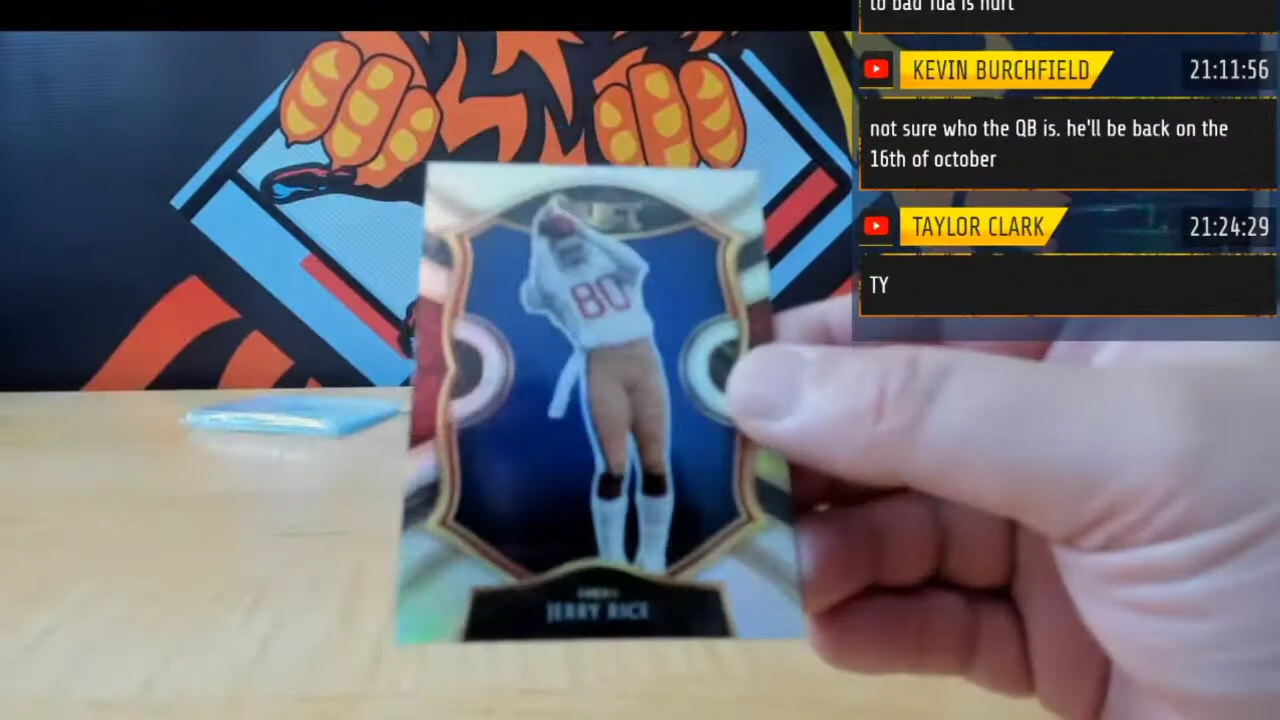 KEVIN BURCHFIELD 21:11:56
not sure who the QB is. he'll be back on the
16th of october
TAYLOR CLARK 21:24:29
TY
80
JERRY RICE